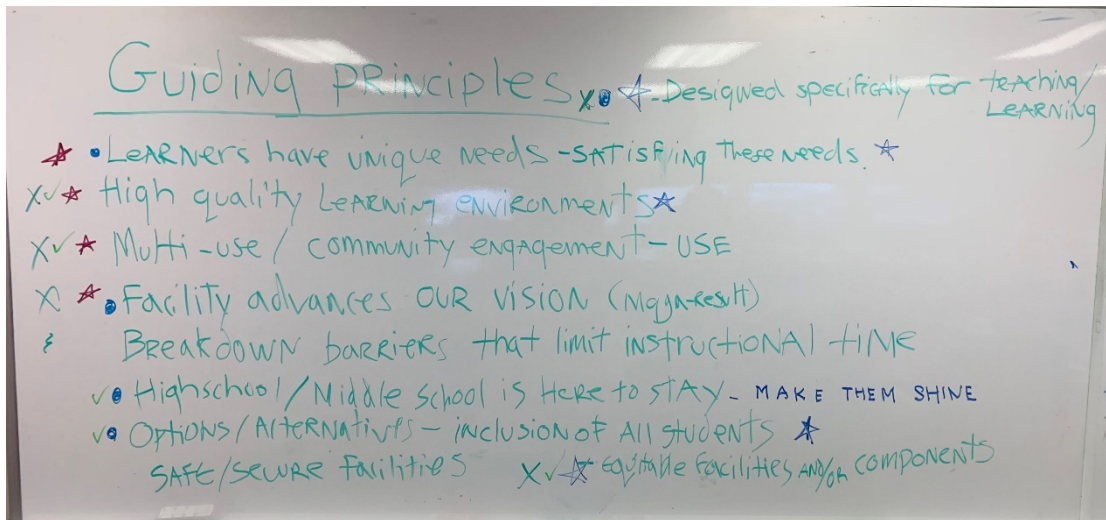 Guiding Principles
Designed specifically for teaching/
Learning
• Learners have unique needs - satisfying these needs.
High quality Learning environments
Multi-use / community engagement - USE
• Facility advances OUR vision
Breakdown barriers that limit instructional time
• Highschool/Middle school is Here to stay - MAKE THEM SHINE
• Options/Alternatives - inclusion of All students
SAFE/SECURE Facilities
Equitable Facilities AND/OR components